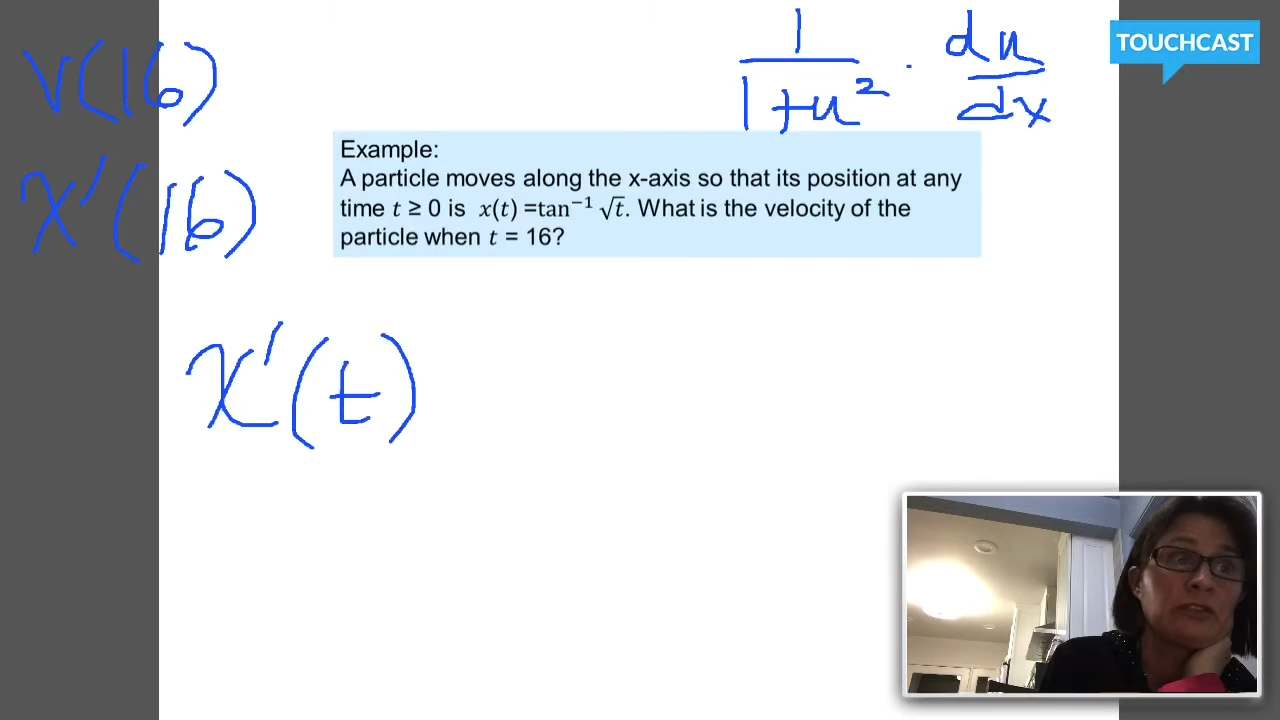 v(16)
x'(16)
1
1+u² · du
dx
TOUCHCAST
Example:
A particle moves along the x-axis so that its position at any
time t ≥ 0 is x(t) =tan⁻¹ √t. What is the velocity of the
particle when t = 16?
x'(t)